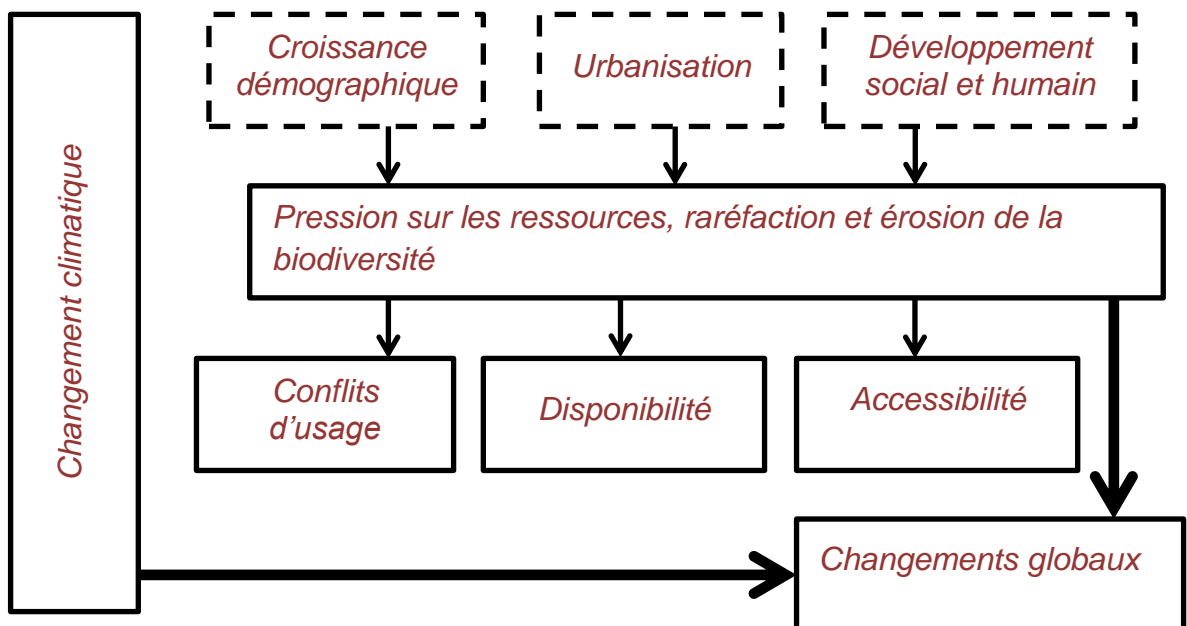 Changement climatique
Croissance
démographique
Urbanisation
Développement
social et humain
Pression sur les ressources, raréfaction et érosion de la
biodiversité
Conflits
d’usage
Disponibilité
Accessibilité
Changements globaux